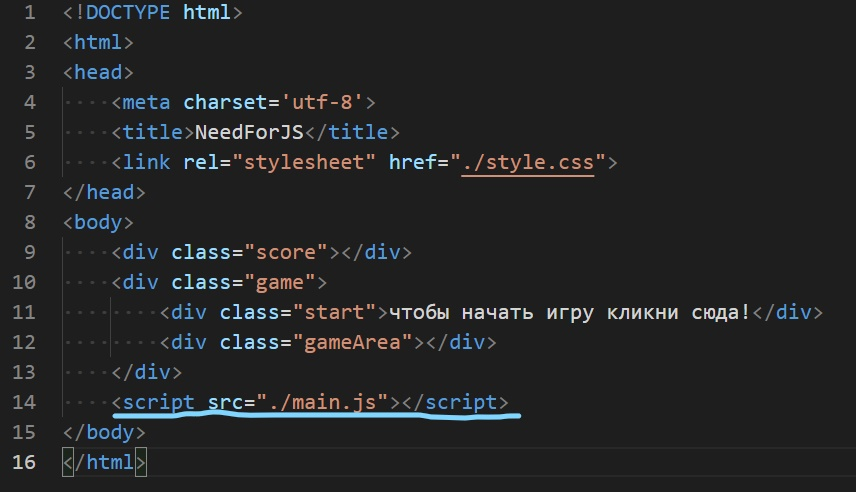 1 <!DOCTYPE html>
2 <html>
3 <head>
4     <meta charset='utf-8'>
5     <title>NeedForJS</title>
6     <link rel="stylesheet" href="./style.css">
7 </head>
8 <body>
9     <div class="score"></div>
10     <div class="game">
11         <div class="start">чтобы начать игру кликни сюда!</div>
12         <div class="gameArea"></div>
13     </div>
14     <script src="./main.js"></script>
15 </body>
16 </html>